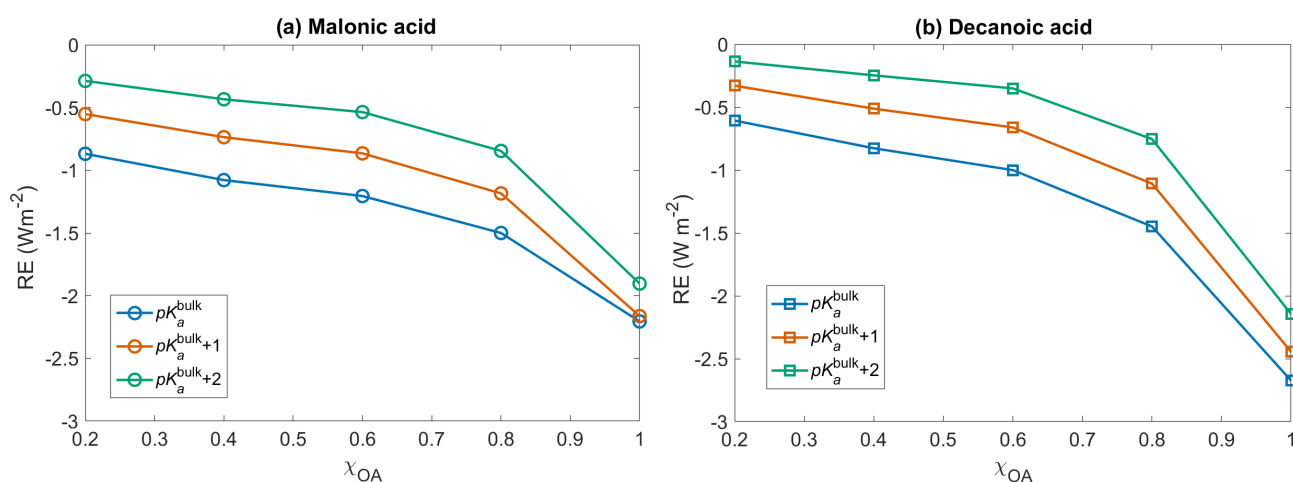 (a) Malonic acid
0
-0.5
-1
-1.5
-2
-2.5
-3
RE (Wm⁻²)
pKₐᵇᵘˡᵏ
pKₐᵇᵘˡᵏ+1
pKₐᵇᵘˡᵏ+2
0.2 0.3 0.4 0.5 0.6 0.7 0.8 0.9 1
χOA
(b) Decanoic acid
0
-0.5
-1
-1.5
-2
-2.5
-3
RE (W m⁻²)
pKₐᵇᵘˡᵏ
pKₐᵇᵘˡᵏ+1
pKₐᵇᵘˡᵏ+2
0.2 0.3 0.4 0.5 0.6 0.7 0.8 0.9 1
χOA